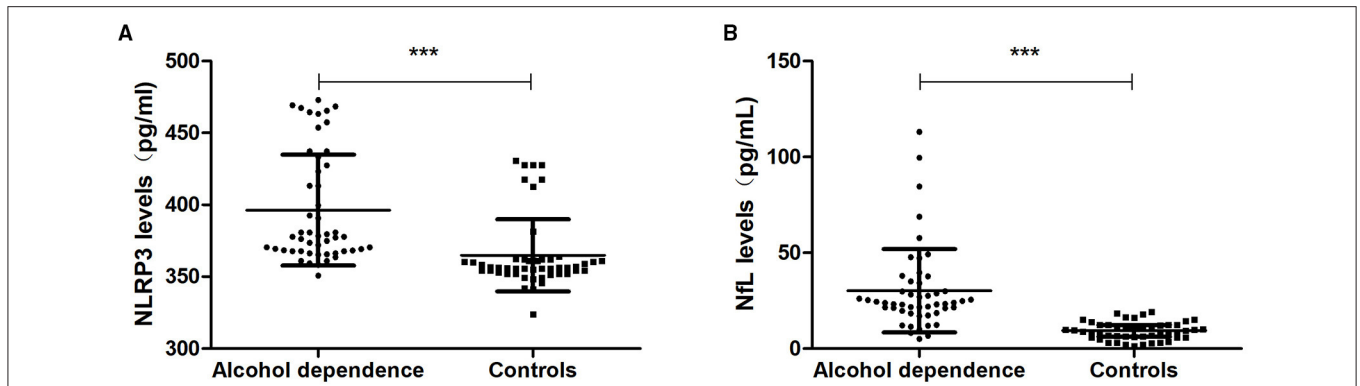 A
***
NLRP3 levels（pg/ml)
500
450
400
350
300
Alcohol dependence
Controls
B
***
NfL levels（pg/mL)
150
100
50
0
Alcohol dependence
Controls